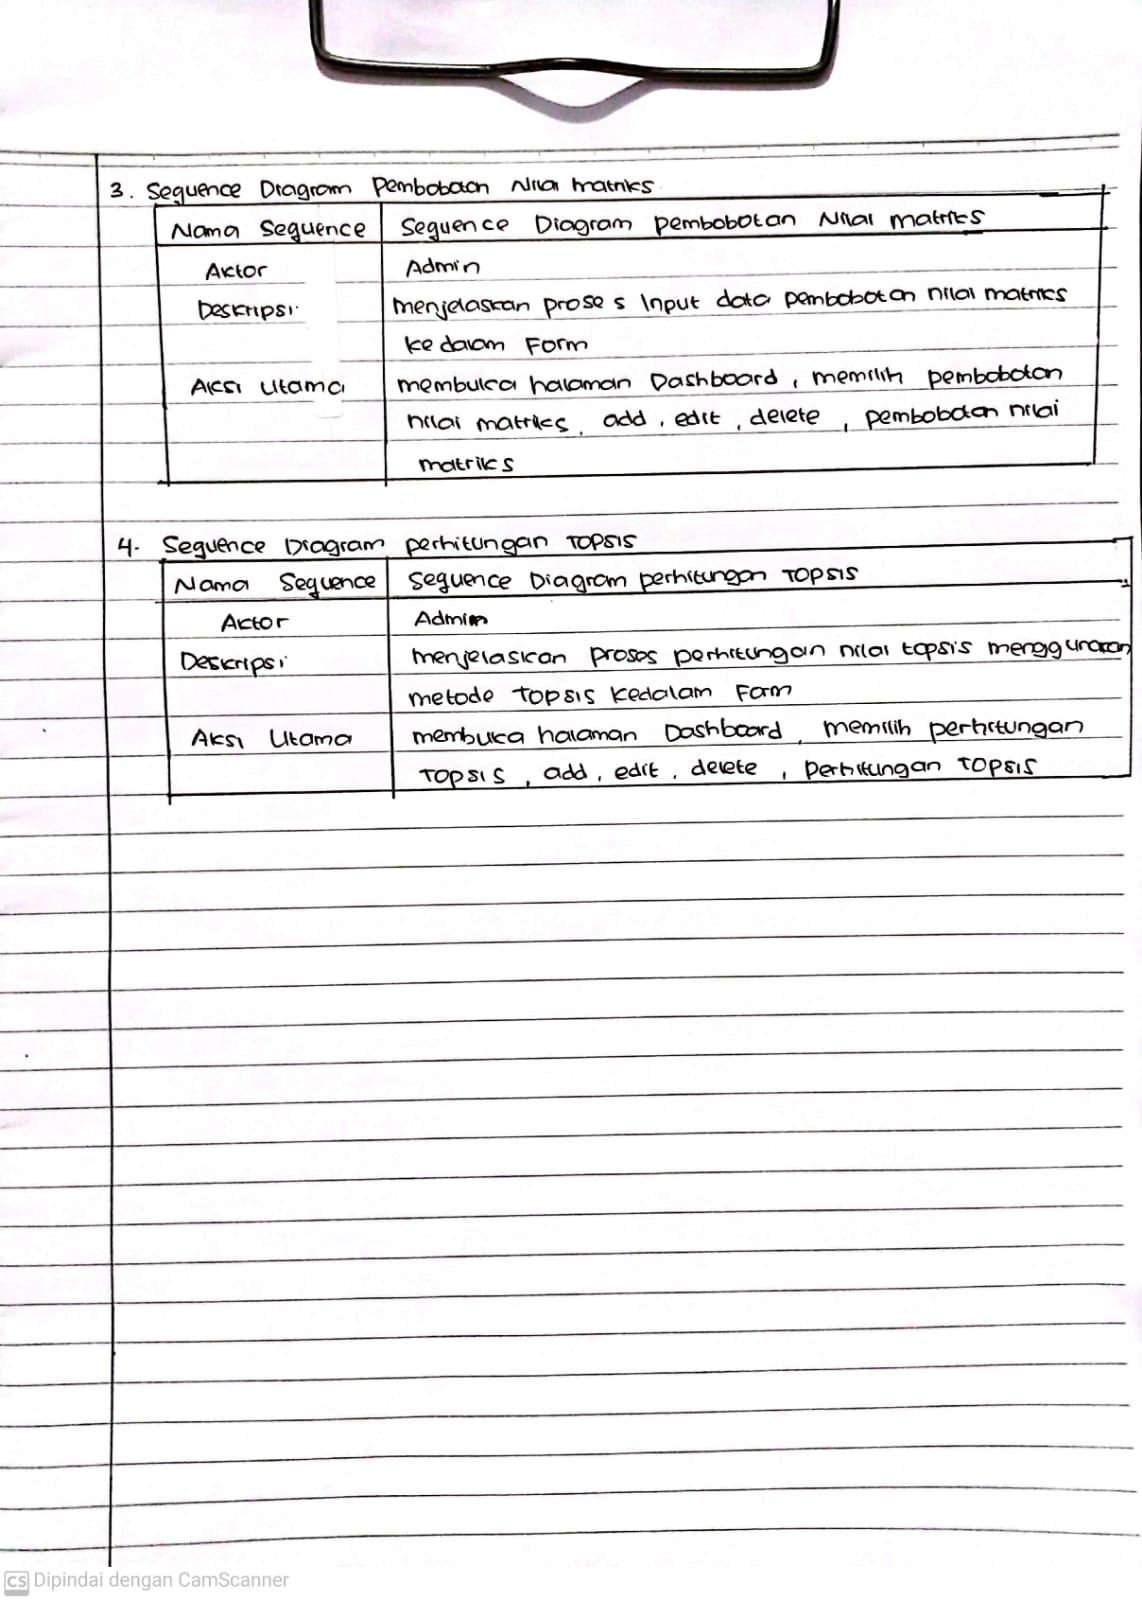 3. Sequence Diagram Pembobotan Nilai matriks.
Nama Sequence Sequence Diagram pembobotan Nilai matriks
Aktor Admin
Deskripsi menjelaskan proses Input data pembobotan nilai matriks
ke dalam Form
Aksi Utama membuka halaman Dashboard, memilih pembobotan
nilai matriks, add, edit, delete, pembobotan nilai
matriks
4. Sequence Diagram perhitungan TOPSIS
Nama Sequence Sequence Diagram perhitungan TOPSIS
Aktor Admin
Deskripsi menjelaskan proses perhitungan nilai topsis menggunakan
metode TOPSIS kedalam Form
Aksi Utama membuka halaman Dashboard, memilih perhitungan
TOPSIS, add, edit, delete, perhitungan TOPSIS
CS Dipindai dengan CamScanner